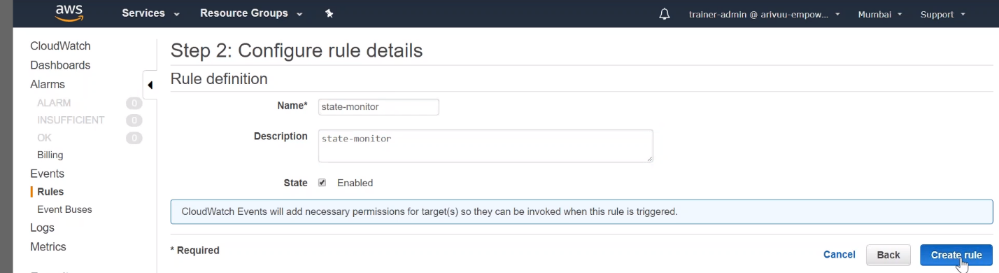 aws Services Resource Groups trainer-admin @ arivuu-empow... Mumbai Support
CloudWatch
Dashboards
Alarms
ALARM 0
INSUFFICIENT 0
OK 0
Billing
Events
Rules
Event Buses
Logs
Metrics
Step 2: Configure rule details
Rule definition
Name* state-monitor
Description state-monitor
State Enabled
CloudWatch Events will add necessary permissions for target(s) so they can be invoked when this rule is triggered.
* Required Cancel Back Create rule